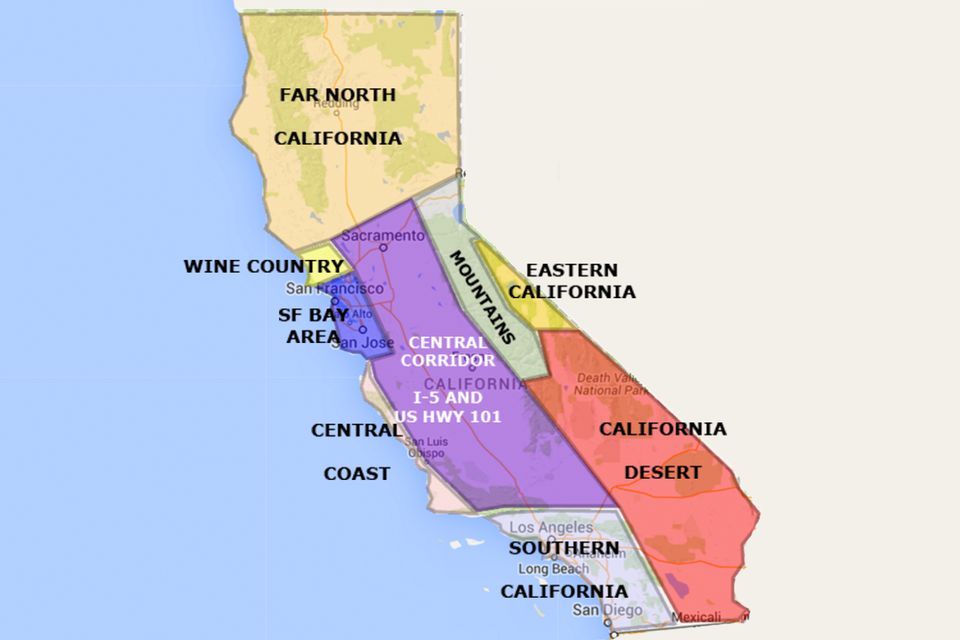 FAR NORTH
Redding
CALIFORNIA
Sacramento
WINE COUNTRY
San Francisco
SF BAY
Alto
AREA
San Jose
MOUNTAINS
EASTERN
CALIFORNIA
CENTRAL
CORRIDOR
CALIFORNIA
I-5 AND
US HWY 101
Death Valley
National Park
CENTRAL
COAST
San Luis
Obispo
CALIFORNIA
DESERT
Los Angeles
SOUTHERN
Anaheim
Long Beach
CALIFORNIA
San Diego
Mexicali